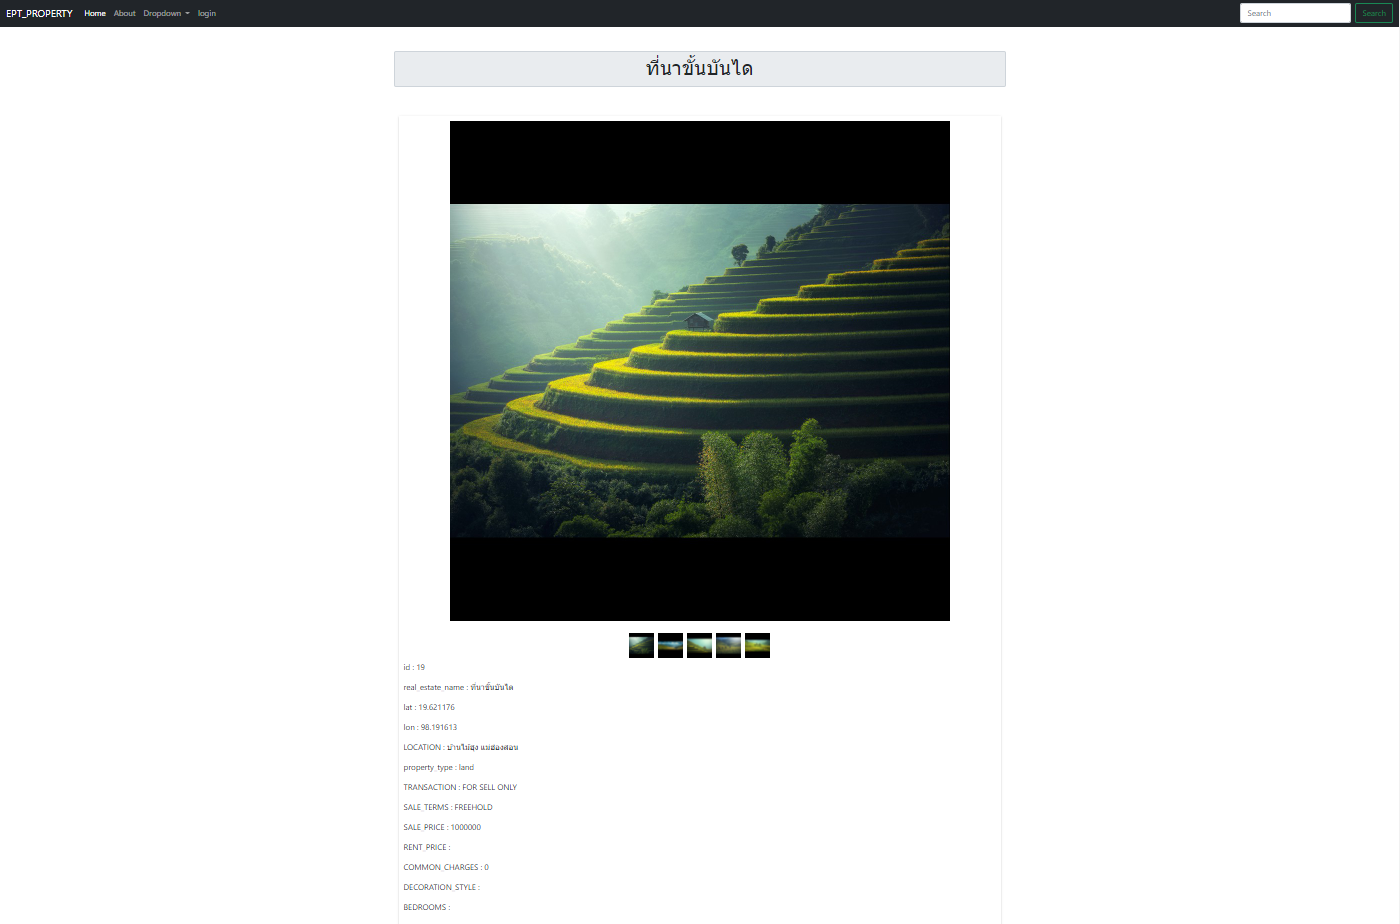 EPT_PROPERTY Home About Dropdown login Search Search
ที่นาขั้นบันได
id : 19
real_estate_name : ที่นาขั้นบันได
lat : 19.621176
lon : 98.191613
LOCATION : บ้านไม้ฮุง แม่ฮ่องสอน
property_type : land
TRANSACTION : FOR SELL ONLY
SALE_TERMS : FREEHOLD
SALE_PRICE : 1000000
RENT_PRICE :
COMMON_CHARGES : 0
DECORATION_STYLE :
BEDROOMS :